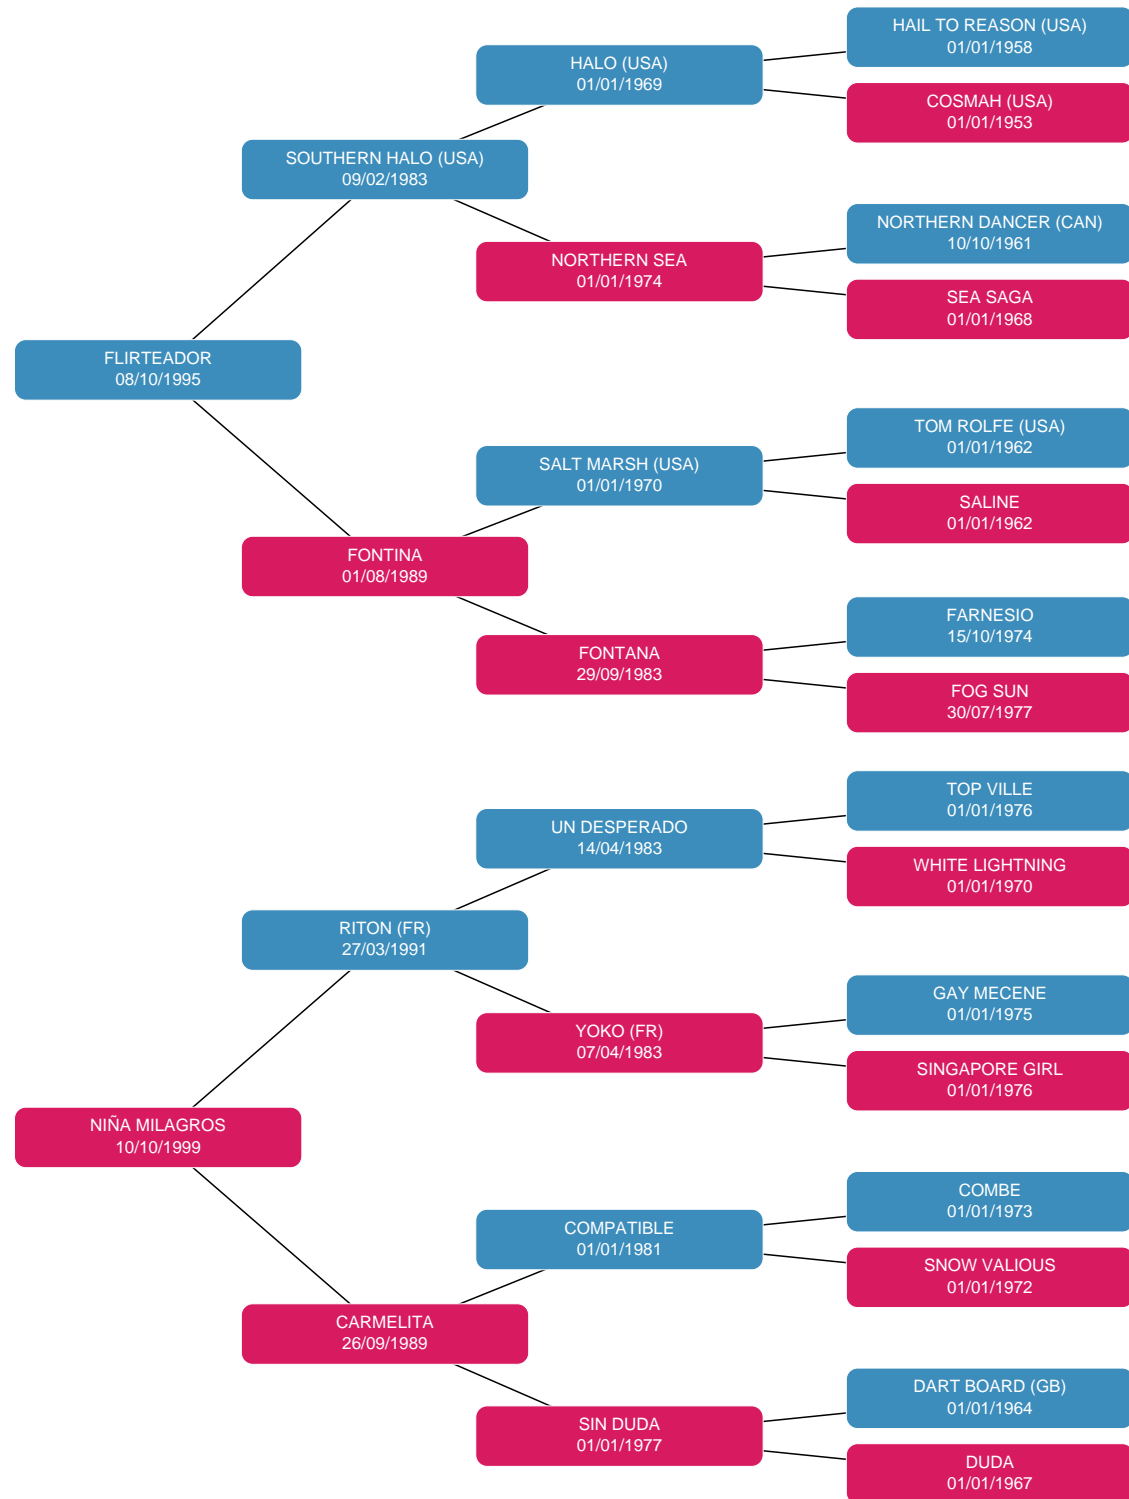 HAIL TO REASON (USA)
01/01/1958
HALO (USA)
01/01/1969
COSMAH (USA)
01/01/1953
SOUTHERN HALO (USA)
09/02/1983
NORTHERN DANCER (CAN)
10/10/1961
NORTHERN SEA
01/01/1974
SEA SAGA
01/01/1968
FLIRTEADOR
08/10/1995
TOM ROLFE (USA)
01/01/1962
SALT MARSH (USA)
01/01/1970
SALINE
01/01/1962
FONTINA
01/08/1989
FARNESIO
15/10/1974
FONTANA
29/09/1983
FOG SUN
30/07/1977
TOP VILLE
01/01/1976
UN DESPERADO
14/04/1983
WHITE LIGHTNING
01/01/1970
RITON (FR)
27/03/1991
GAY MECENE
01/01/1975
YOKO (FR)
07/04/1983
SINGAPORE GIRL
01/01/1976
NIÑA MILAGROS
10/10/1999
COMBE
01/01/1973
COMPATIBLE
01/01/1981
SNOW VALIOUS
01/01/1972
CARMELITA
26/09/1989
DART BOARD (GB)
01/01/1964
SIN DUDA
01/01/1977
DUDA
01/01/1967